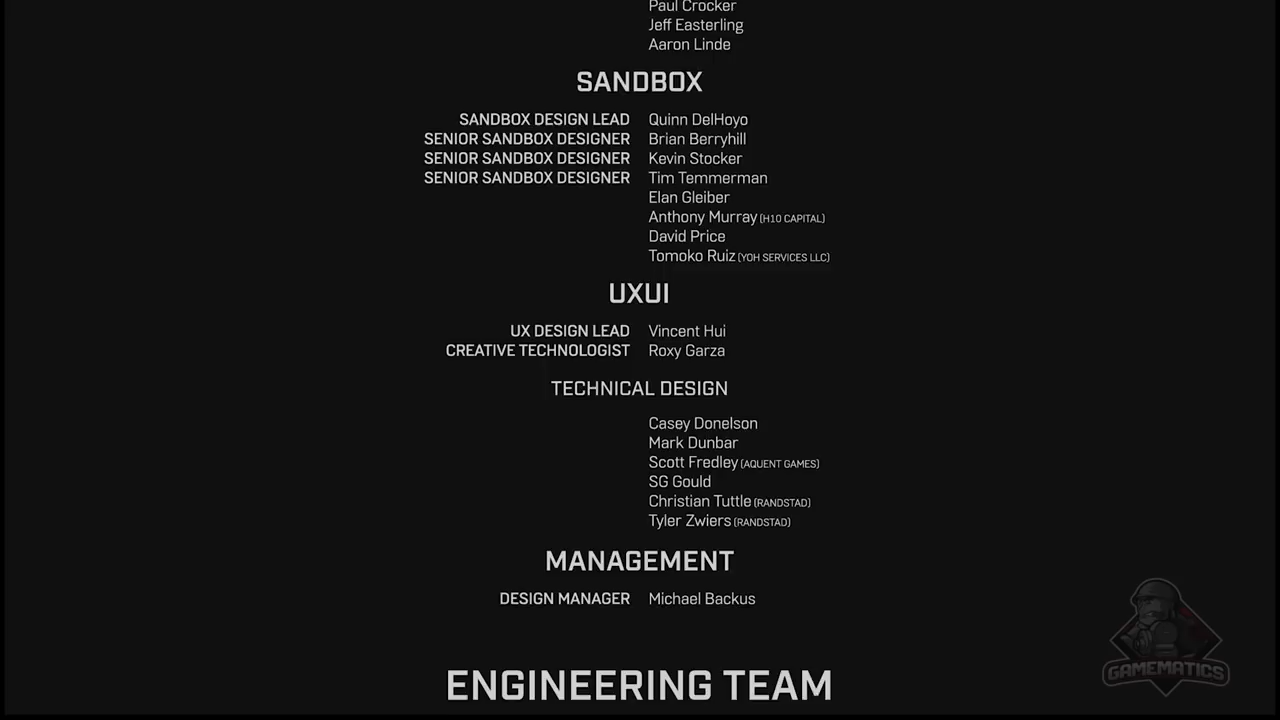 Paul Crocker
Jeff Easterling
Aaron Linde
SANDBOX
SANDBOX DESIGN LEAD Quinn DelHoyo
SENIOR SANDBOX DESIGNER Brian Berryhill
SENIOR SANDBOX DESIGNER Kevin Stocker
SENIOR SANDBOX DESIGNER Tim Temmerman
Elan Gleiber
Anthony Murray (H10 CAPITAL)
David Price
Tomoko Ruiz (YOH SERVICES LLC)
UXUI
UX DESIGN LEAD Vincent Hui
CREATIVE TECHNOLOGIST Roxy Garza
TECHNICAL DESIGN
Casey Donelson
Mark Dunbar
Scott Fredley (AQUENT GAMES)
SG Gould
Christian Tuttle (RANDSTAD)
Tyler Zwiers (RANDSTAD)
MANAGEMENT
DESIGN MANAGER Michael Backus
ENGINEERING TEAM
GAMEMATICS